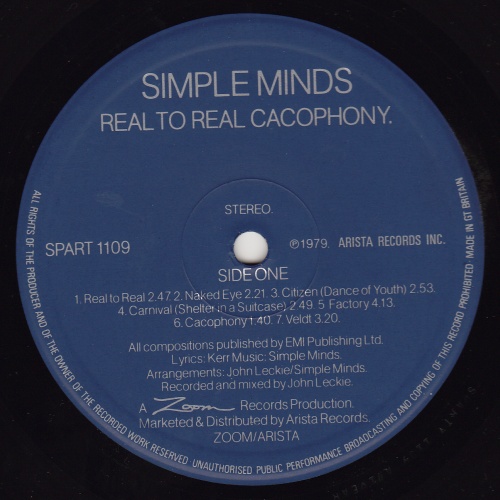 SIMPLE MINDS
REAL TO REAL CACOPHONY.
STEREO.
SPART 1109
℗1979. ARISTA RECORDS INC.
SIDE ONE
1. Real to Real 2.47 2. Naked Eye 2.21. 3. Citizen (Dance of Youth) 2.53.
4. Carnival (Shelter in a Suitcase) 2.49. 5 Factory 4.13.
6. Cacophony 1.40. 7. Veldt 3.20.
All compositions published by EMI Publishing Ltd.
Lyrics: Kerr Music: Simple Minds.
Arrangements: John Leckie/Simple Minds.
Recorded and mixed by John Leckie.
A Zoom Records Production.
Marketed & Distributed by Arista Records.
ZOOM/ARISTA
ALL RIGHTS OF THE PRODUCER AND OF THE OWNER OF THE RECORDED WORK RESERVED UNAUTHORISED PUBLIC PERFORMANCE BROADCASTING AND COPYING OF THIS RECORD PROHIBITED MADE IN GT BRITAIN